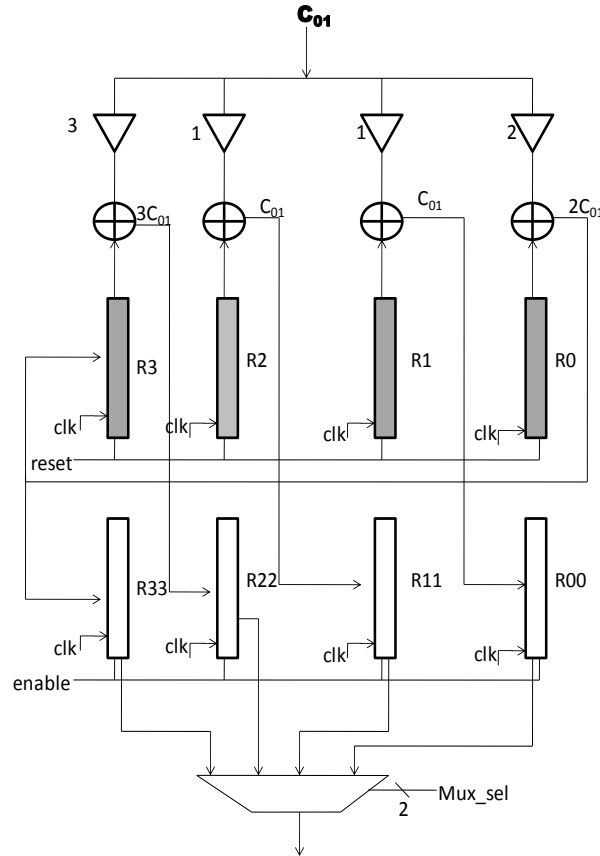 C01
3 1 1 2
3C01 C01 C01 2C01
R3 R2 R1 R0
clk clk clk clk
reset
R33 R22 R11 R00
clk clk clk clk
enable
Mux_sel
2